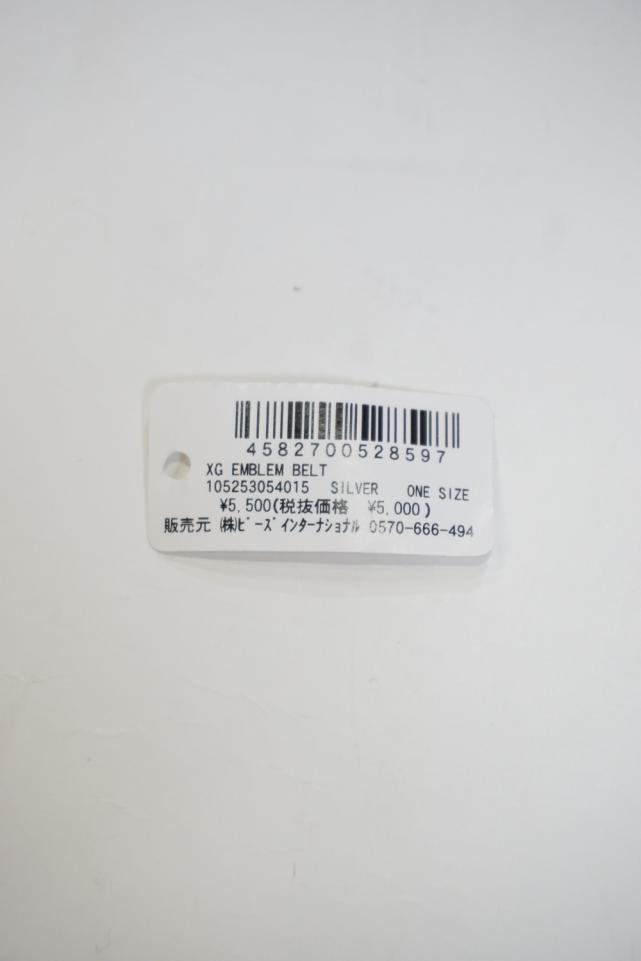 4582700528597
XG EMBLEM BELT
105253054015 SILVER ONE SIZE
¥5,500(税抜価格 ¥5,000)
販売元 ㈱ﾋﾞｰｽﾞｲﾝﾀｰﾅｼｮﾅﾙ 0570-666-494